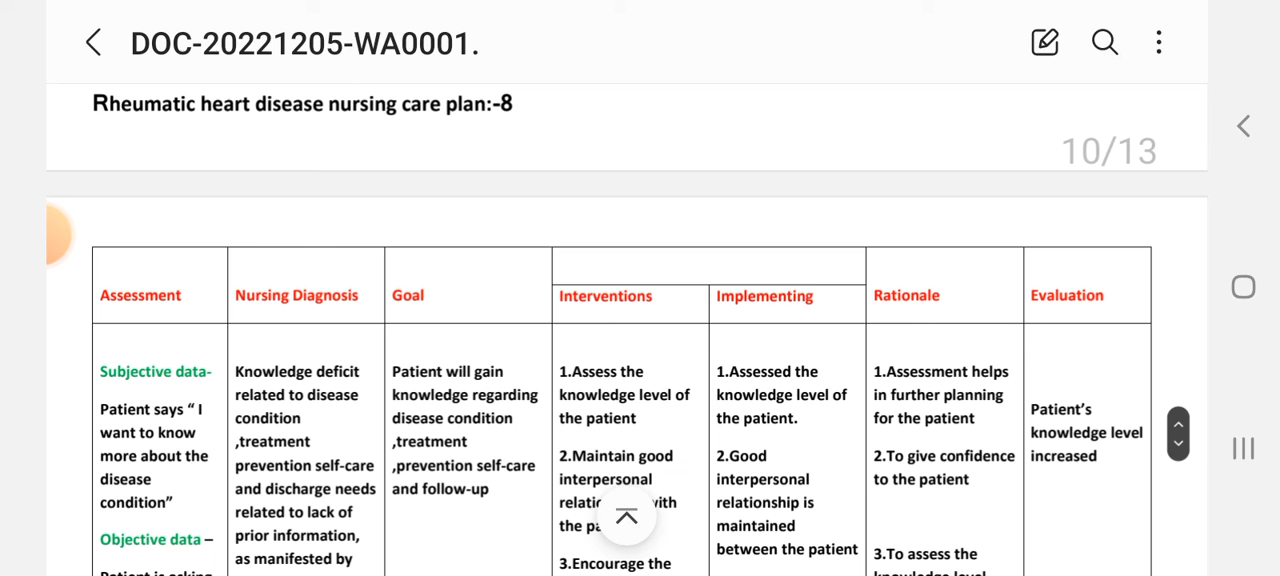 DOC-20221205-WA0001.
Rheumatic heart disease nursing care plan:-8
10/13
Assessment
Nursing Diagnosis
Goal
Interventions
Implementing
Rationale
Evaluation
Subjective data-
Patient says “ I
want to know
more about the
disease
condition”
Objective data –
Knowledge deficit
related to disease
condition
,treatment
prevention self-care
and discharge needs
related to lack of
prior information,
as manifested by
Patient will gain
knowledge regarding
disease condition
,treatment
,prevention self-care
and follow-up
1.Assess the
knowledge level of
the patient
2.Maintain good
interpersonal
the
3.Encourage the
1.Assessed the
knowledge level of
the patient.
2.Good
interpersonal
relationship is
maintained
between the patient
1.Assessment helps
in further planning
for the patient
2.To give confidence
to the patient
3.To assess the
Patient’s
knowledge level
increased